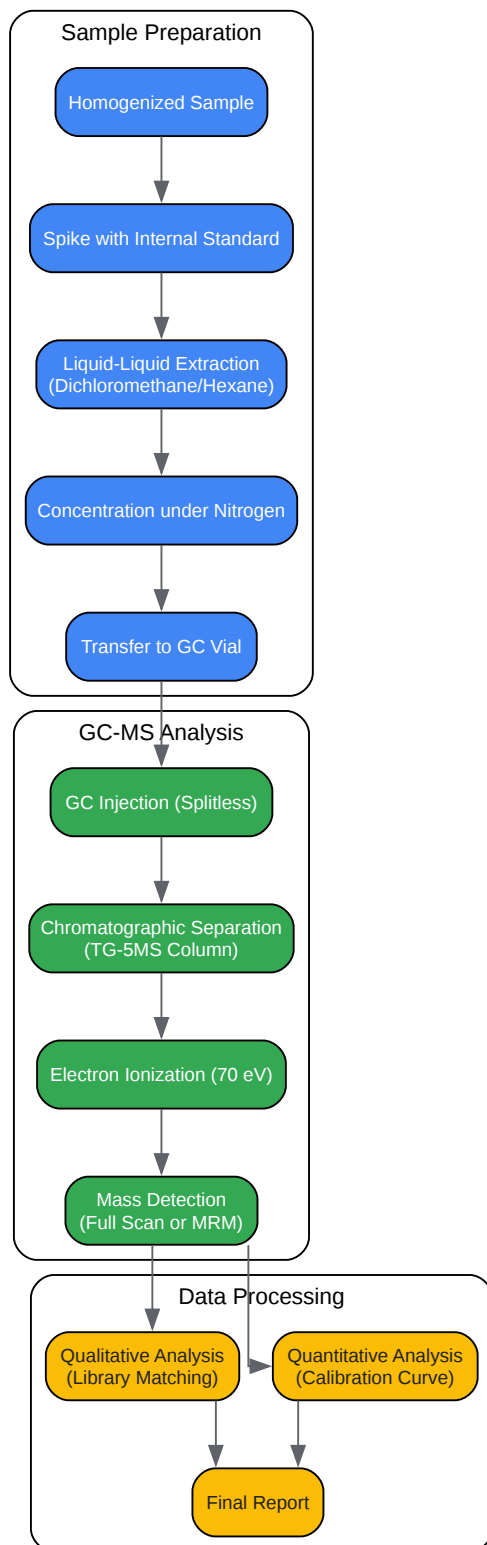 Sample Preparation
Homogenized Sample
Spike with Internal Standard
Liquid-Liquid Extraction
(Dichloromethane/Hexane)
Concentration under Nitrogen
Transfer to GC Vial
GC-MS Analysis
GC Injection (Splitless)
Chromatographic Separation
(TG-5MS Column)
Electron Ionization (70 eV)
Mass Detection
(Full Scan or MRM)
Data Processing
Qualitative Analysis
(Library Matching)
Quantitative Analysis
(Calibration Curve)
Final Report